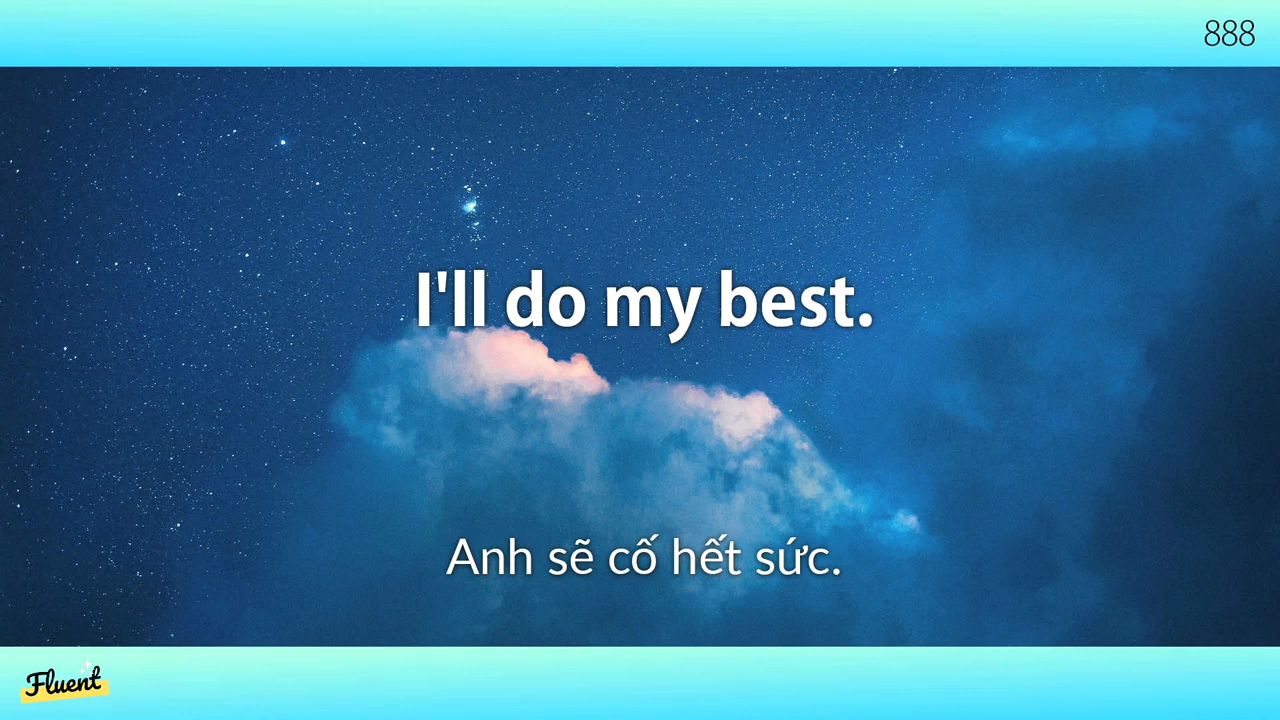 888
I'll do my best.
Anh sẽ cố hết sức.
Fluent